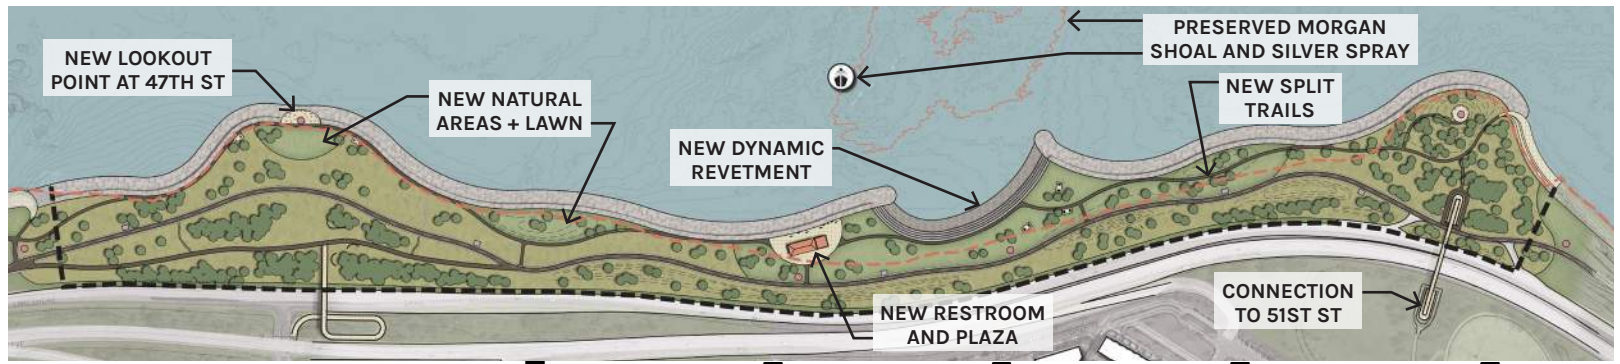 NEW LOOKOUT
POINT AT 47TH ST
NEW NATURAL
AREAS + LAWN
NEW DYNAMIC
REVETMENT
PRESERVED MORGAN
SHOAL AND SILVER SPRAY
NEW SPLIT
TRAILS
NEW RESTROOM
AND PLAZA
CONNECTION
TO 51ST ST